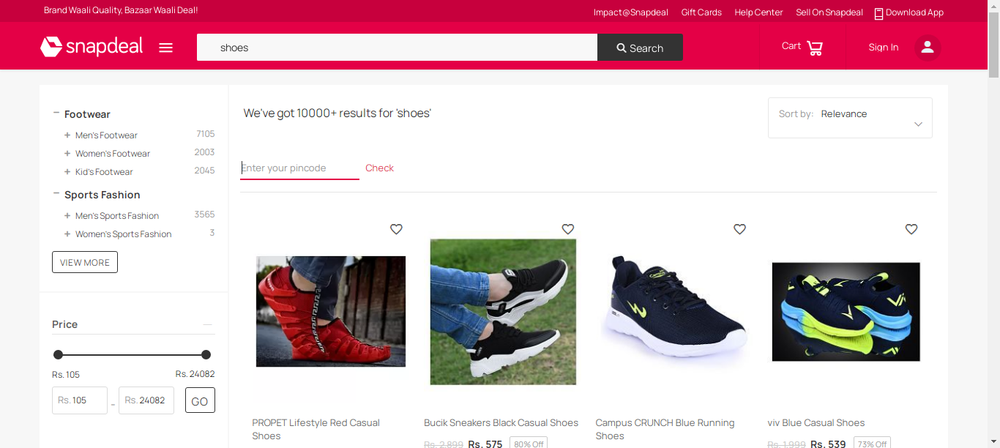 Brand Waali Quality, Bazaar Waali Deal!
Impact@Snapdeal
Gift Cards
Help Center
Sell On Snapdeal
Download App
snapdeal
shoes
Search
Cart
Sign In
Footwear
Men's Footwear 7105
Women's Footwear 2003
Kid's Footwear 2045
Sports Fashion
Men's Sports Fashion 3565
Women's Sports Fashion 3
VIEW MORE
Price
Rs. 105 Rs. 24082
Rs. 105 - Rs. 24082 GO
We've got 10000+ results for 'shoes'
Sort by: Relevance
Enter your pincode Check
PROPET Lifestyle Red Casual
Shoes
Bucik Sneakers Black Casual Shoes
Rs. 2,899 Rs. 575 80% Off
Campus CRUNCH Blue Running
Shoes
viv Blue Casual Shoes
Rs. 1,999 Rs. 539 73% Off